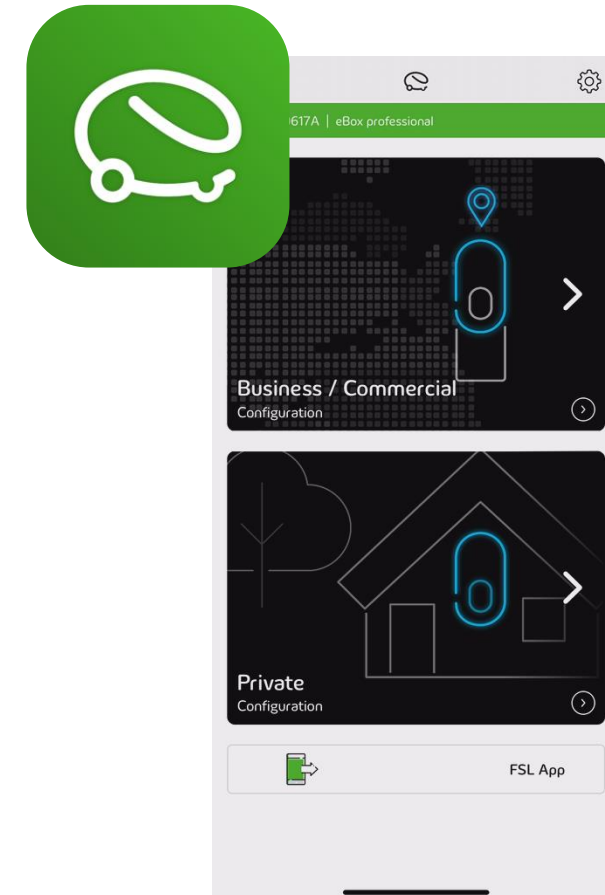 617A | eBox professional
Business / Commercial
Configuration
Private
Configuration
FSL App